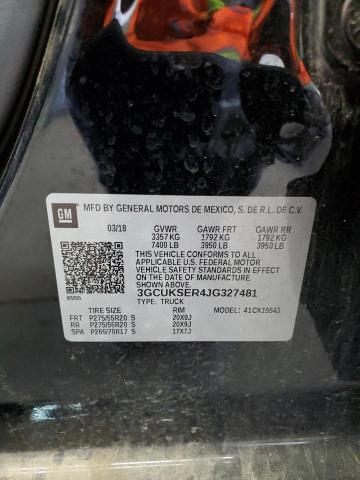 GM
MFD BY GENERAL MOTORS DE MEXICO, S. DE R.L. DE C.V.
03/18 GVWR GAWR FRT GAWR RR
3357 KG 1792 KG 1792 KG
7400 LB 3950 LB 3950 LB
THIS VEHICLE CONFORMS TO ALL
APPLICABLE U.S. FEDERAL MOTOR
VEHICLE SAFETY STANDARDS IN EFFECT
ON THE DATE OF MANUFACTURE
SHOWN ABOVE.
3GCUKSER4JG327481
8555 TYPE: TRUCK
TIRE SIZE RIM MODEL: 41CK15543
FRT P275/55R20 S 20X9J
RR P275/55R20 S 20X9J
SPA P265/70R17 S 17X7J